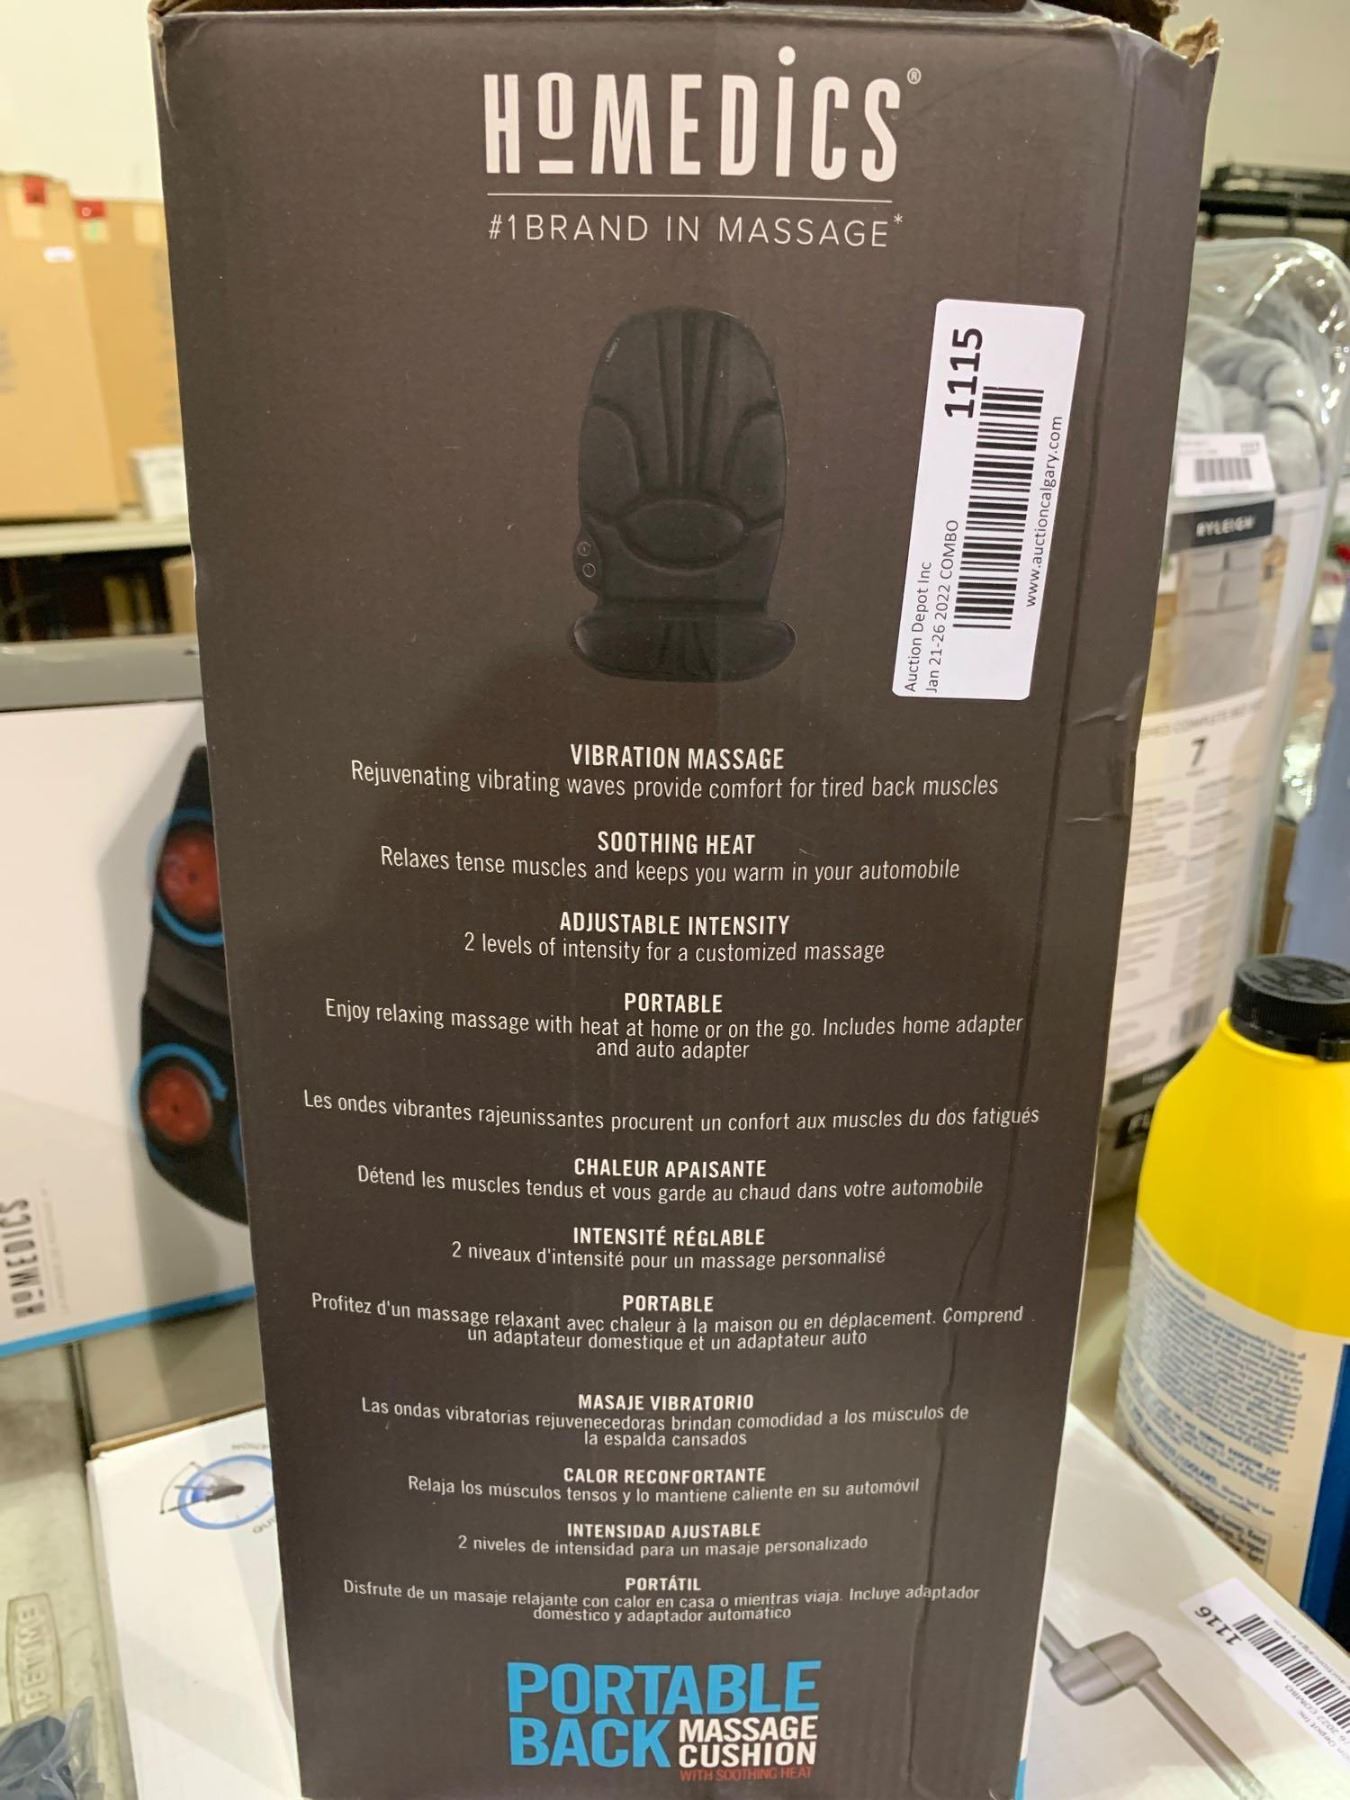 HoMEDiCS®
#1 BRAND IN MASSAGE*
1115
Auction Depot Inc
Jan 21-26 2022 COMBO
www.auctioncalgary.com
VIBRATION MASSAGE
Rejuvenating vibrating waves provide comfort for tired back muscles
SOOTHING HEAT
Relaxes tense muscles and keeps you warm in your automobile
ADJUSTABLE INTENSITY
2 levels of intensity for a customized massage
PORTABLE
Enjoy relaxing massage with heat at home or on the go. Includes home adapter
and auto adapter
Les ondes vibrantes rajeunissantes procurent un confort aux muscles du dos fatigués
CHALEUR APAISANTE
Détend les muscles tendus et vous garde au chaud dans votre automobile
INTENSITÉ RÉGLABLE
2 niveaux d'intensité pour un massage personnalisé
PORTABLE
Profitez d'un massage relaxant avec chaleur à la maison ou en déplacement. Comprend
un adaptateur domestique et un adaptateur auto
MASAJE VIBRATORIO
Las ondas vibratorias rejuvenecedoras brindan comodidad a los músculos de
la espalda cansados
CALOR RECONFORTANTE
Relaja los músculos tensos y lo mantiene caliente en su automóvil
INTENSIDAD AJUSTABLE
2 niveles de intensidad para un masaje personalizado
PORTÁTIL
Disfrute de un masaje relajante con calor en casa o mientras viaja. Incluye adaptador
doméstico y adaptador automático
PORTABLE
BACK MASSAGE
CUSHION
WITH SOOTHING HEAT
HoMEDiCS
RYLEIGH
7
1116